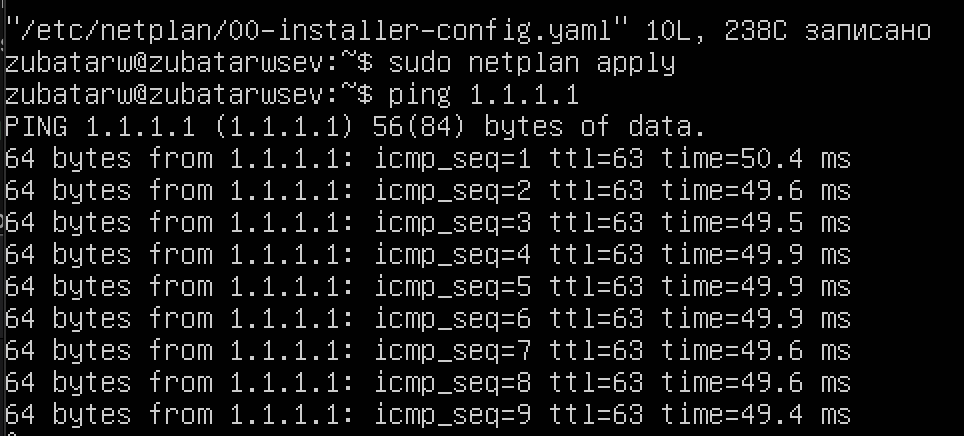 "/etc/netplan/00-installer-config.yaml" 10L, 238C записано
zubatarw@zubatarwsev:~$ sudo netplan apply
zubatarw@zubatarwsev:~$ ping 1.1.1.1
PING 1.1.1.1 (1.1.1.1) 56(84) bytes of data.
64 bytes from 1.1.1.1: icmp_seq=1 ttl=63 time=50.4 ms
64 bytes from 1.1.1.1: icmp_seq=2 ttl=63 time=49.6 ms
64 bytes from 1.1.1.1: icmp_seq=3 ttl=63 time=49.5 ms
64 bytes from 1.1.1.1: icmp_seq=4 ttl=63 time=49.9 ms
64 bytes from 1.1.1.1: icmp_seq=5 ttl=63 time=49.9 ms
64 bytes from 1.1.1.1: icmp_seq=6 ttl=63 time=49.9 ms
64 bytes from 1.1.1.1: icmp_seq=7 ttl=63 time=49.6 ms
64 bytes from 1.1.1.1: icmp_seq=8 ttl=63 time=49.6 ms
64 bytes from 1.1.1.1: icmp_seq=9 ttl=63 time=49.4 ms